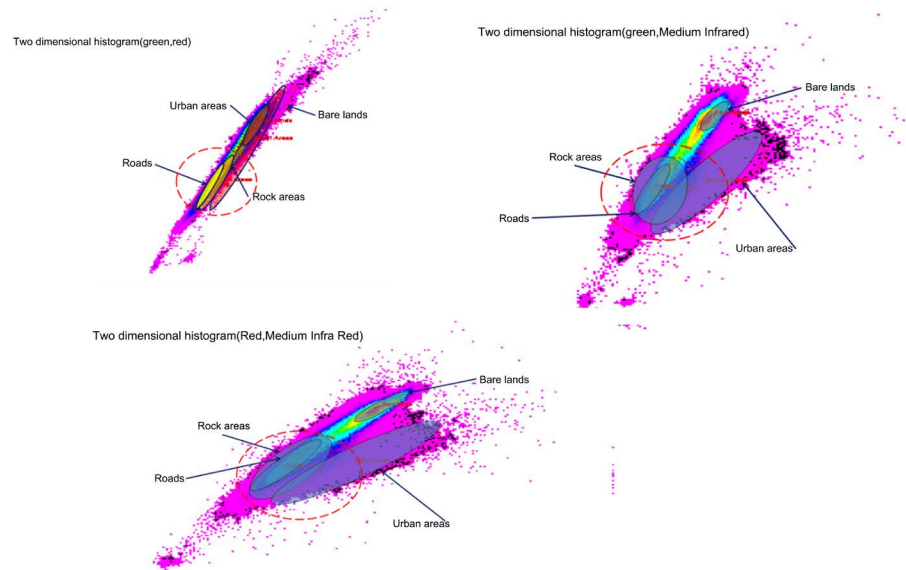 Two dimensional histogram(green,red)
Urban areas
Bare lands
Roads
Rock areas
Two dimensional histogram(green,Medium Infrared)
Bare lands
Rock areas
Roads
Urban areas
Two dimensional histogram(Red,Medium Infra Red)
Bare lands
Rock areas
Roads
Urban areas